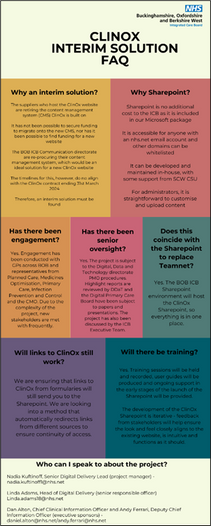 NHS
Buckinghamshire, Oxfordshire
and Berkshire West
Integrated Care Board
CLINOX
INTERIM SOLUTION
FAQ
Why an interim solution?
The suppliers who host the ClinOx website
are retiring the content management
system (CMS) ClinOx is built on
It has not been possible to secure funding
to migrate onto the new CMS, nor has it
been possible to find funding for a new
website
The BOB ICB Communication directorate
are re-procuring their content
management system, which would be an
ideal solution for a new ClinOx website
The timelines for this, however, do not align
with the ClinOx contract ending 31st March
2024.
Therefore, an interim solution must be
found
Why Sharepoint?
Sharepoint is no additional
cost to the ICB as it is included
in our Microsoft package
It is accessible for anyone with
an nhs.net email account and
other domains can be
whitelisted
It can be developed and
maintained in-house, with
some support from SCW CSU
For administrators, it is
straightforward to customise
and upload content
Has there been
engagement?
Yes. Engagement has
been conducted with
GPs across BOB and
representatives from
Planned Care, Medicines
Optimisation, Primary
Care, Infection
Prevention and Control
and the CMO. Due to the
complexity of the
project, new
stakeholders are met
with frequently.
Has there been
senior
oversight?
Yes. The project is subject
to the Digital, Data and
Technology directorate
PMO procedures.
Highlight reports are
reviewed by DDaT and
the Digital Primary Care
Board have been subject
to papers and
presentations. The
project has also been
discussed by the ICB
Executive Team.
Does this
coincide with
the Sharepoint
to replace
Teamnet?
Yes. The BOB ICB
Sharepoint
environment will host
the ClinOx
Sharepoint, so
everything is in one
place.
Will links to ClinOx still
work?
We are ensuring that links to
ClinOx from formularies will
still send you to the
Sharepoint. We are looking
into a method that
automatically redirects links
from different sources to
ensure continuity of access.
Will there be training?
Yes. Training sessions will be held
and recorded, user guides will be
produced and ongoing support in
the early stages of the launch of the
Sharepoint will be provided
The development of the ClinOx
Sharepoint is iterative - feedback
from stakeholders will help ensure
the look and feel closely aligns to the
existing website, is intuitive and
functions as it should
Who can I speak to about the project?
Nadia Kuftinoff, Senior Digital Delivery Lead (project manager) -
nadia.kuftinoff@nhs.net
Linda Adams, Head of Digital Delivery (senior responsible officer)
Linda.adams18@nhs.net
Dan Alton, Chief Clinical Information Officer and Andy Ferrari, Deputy Chief
Information Officer (executive sponsors) -
daniel.alton@nhs.net/andy.ferrari@nhs.net